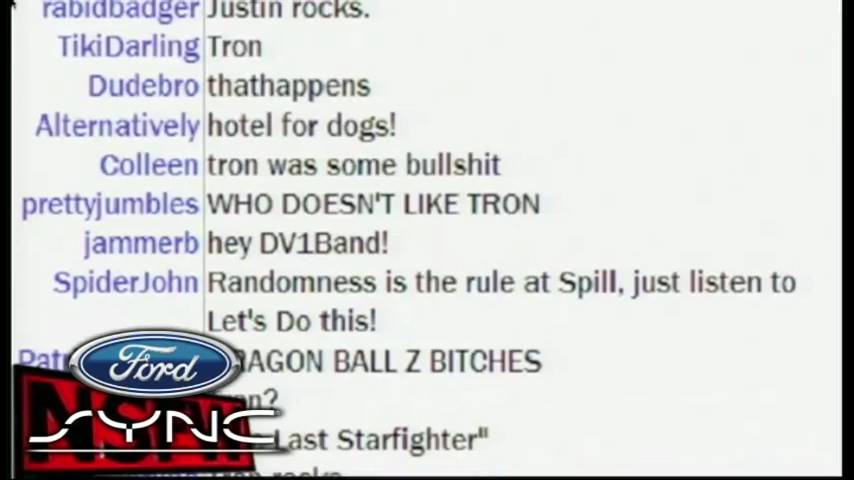 rabidbadger Justin rocks.
TikiDarling Tron
Dudebro thathappens
Alternatively hotel for dogs!
Colleen tron was some bullshit
prettyjumbles WHO DOESN'T LIKE TRON
jammerb hey DV1Band!
SpiderJohn Randomness is the rule at Spill, just listen to
Let's Do this!
BALL Z BITCHES
Ford
SYNC
Last Starfighter"